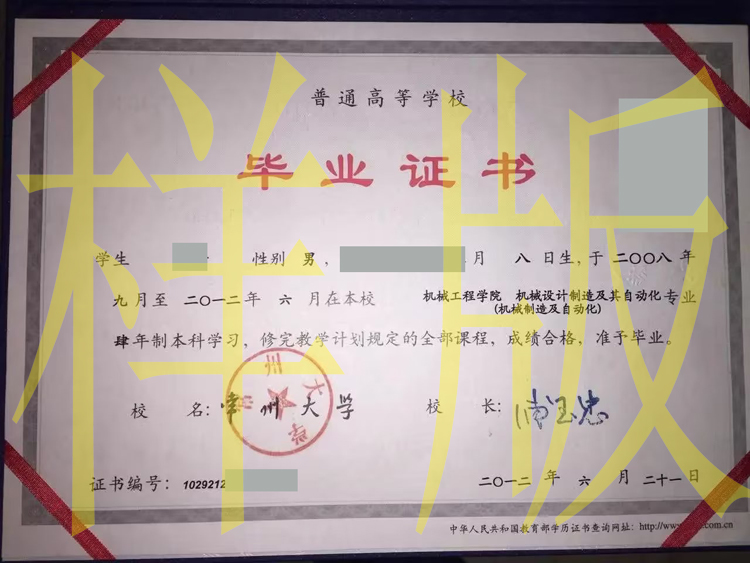 普通高等学校
毕业证书
学生 性别 男， 月 八 日生，于 二〇〇八 年
九 月至 二〇一二 年 六 月在本校 机械工程学院 机械设计制造及其自动化 专业
(机械制造及自动化)
肆年制本科学习，修完教学计划规定的全部课程，成绩合格，准予毕业。
校 名： 常州大学 校 长：
证书编号： 1029212 二〇一二 年 六 月 二十一 日
中华人民共和国教育部学历证书查询网址： http://www. .com.cn
样版